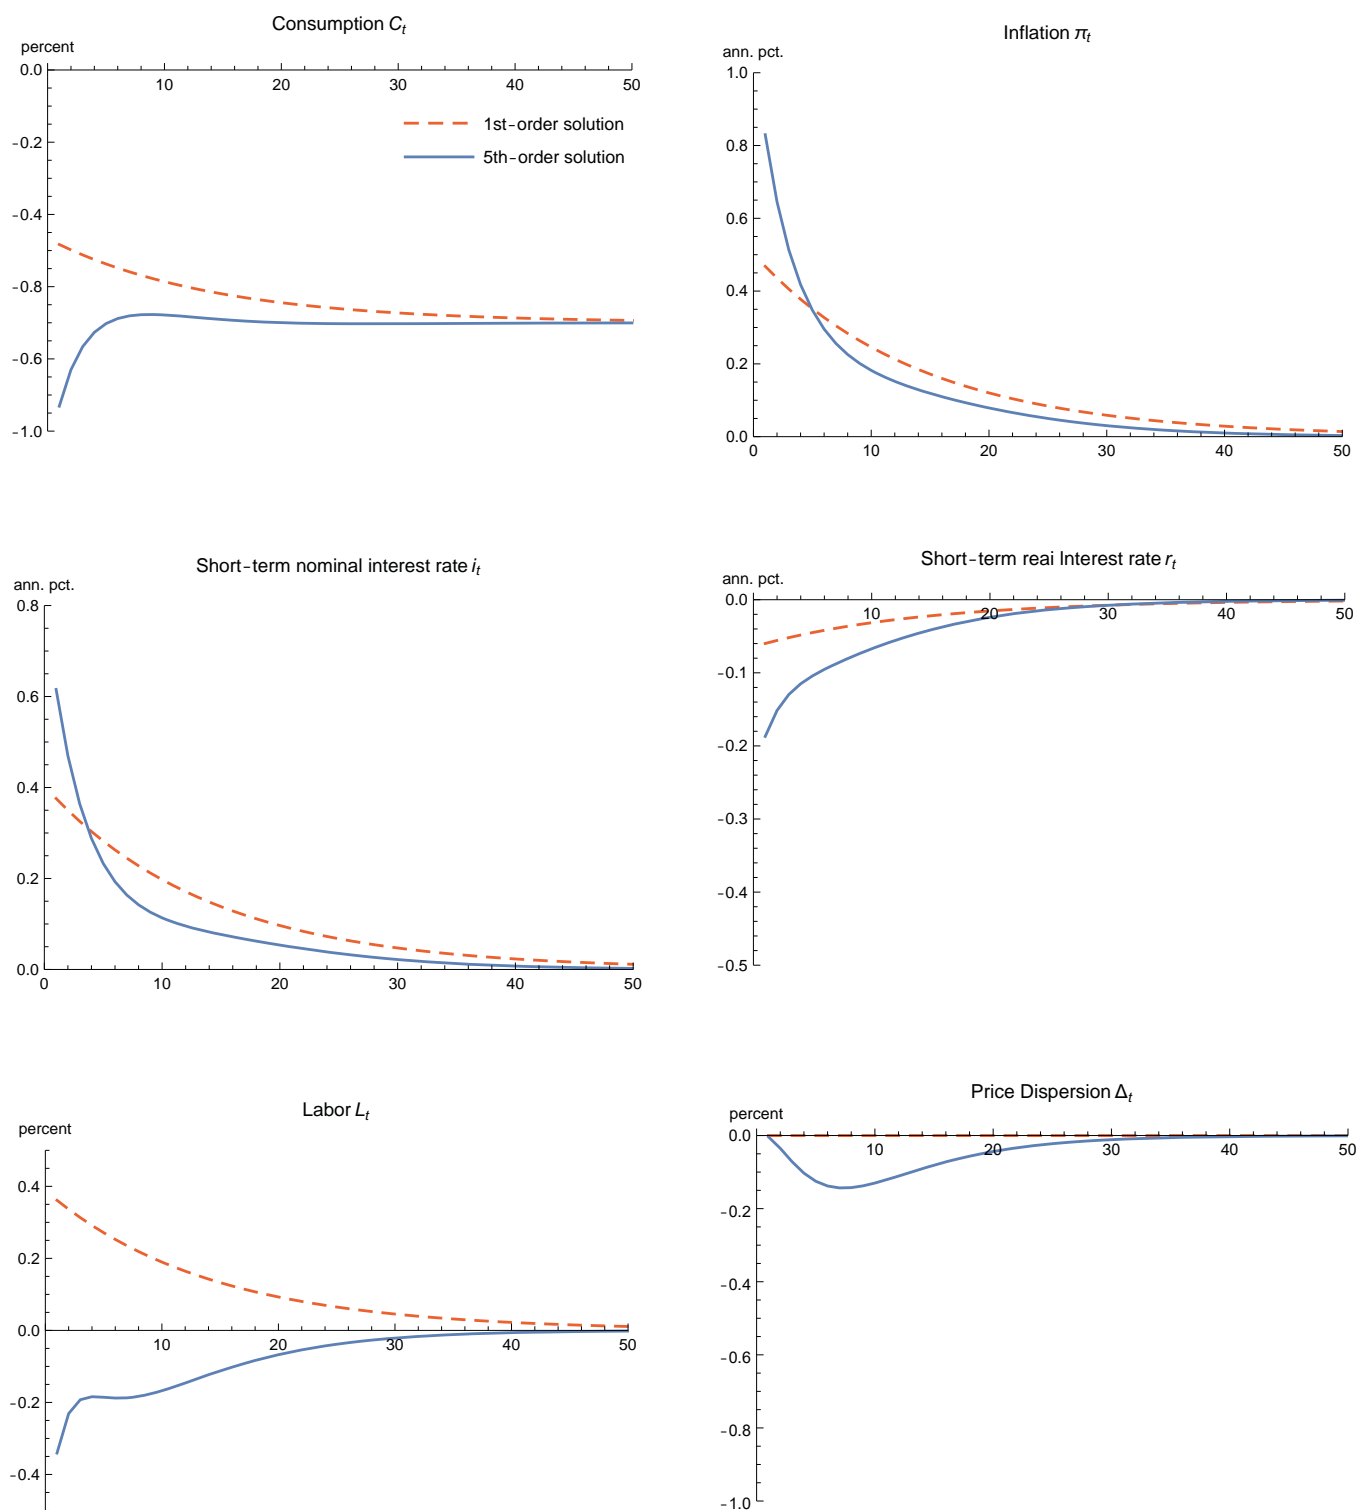 Consumption Cₜ
percent
0.0
10 20 30 40 50
−0.2
−0.4
−0.8
−0.6
−1.0
1st−order solution
5th−order solution
Inflation πₜ
ann. pct.
1.0
0.8
0.6
0.4
0.2
0.0
0 10 20 30 40 50
Short−term nominal interest rate iₜ
ann. pct.
0.8
0.6
0.4
0.2
0.0
0 10 20 30 40 50
Short−term reai Interest rate rₜ
ann. pct.
0.0
10 20 30 40 50
−0.1
−0.2
−0.3
−0.4
−0.5
Labor Lₜ
percent
0.4
0.2
0.0
10 20 30 40 50
−0.2
−0.4
Price Dispersion Δₜ
percent
0.0
10 20 30 40 50
−0.2
−0.4
−0.6
−0.8
−1.0